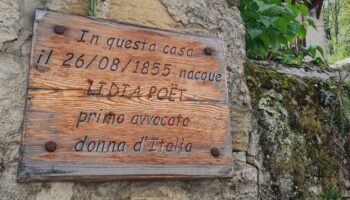 In questa casa
il 26/08/1855 nacque
LIDIA POËT
primo avvocato
donna d'Italia